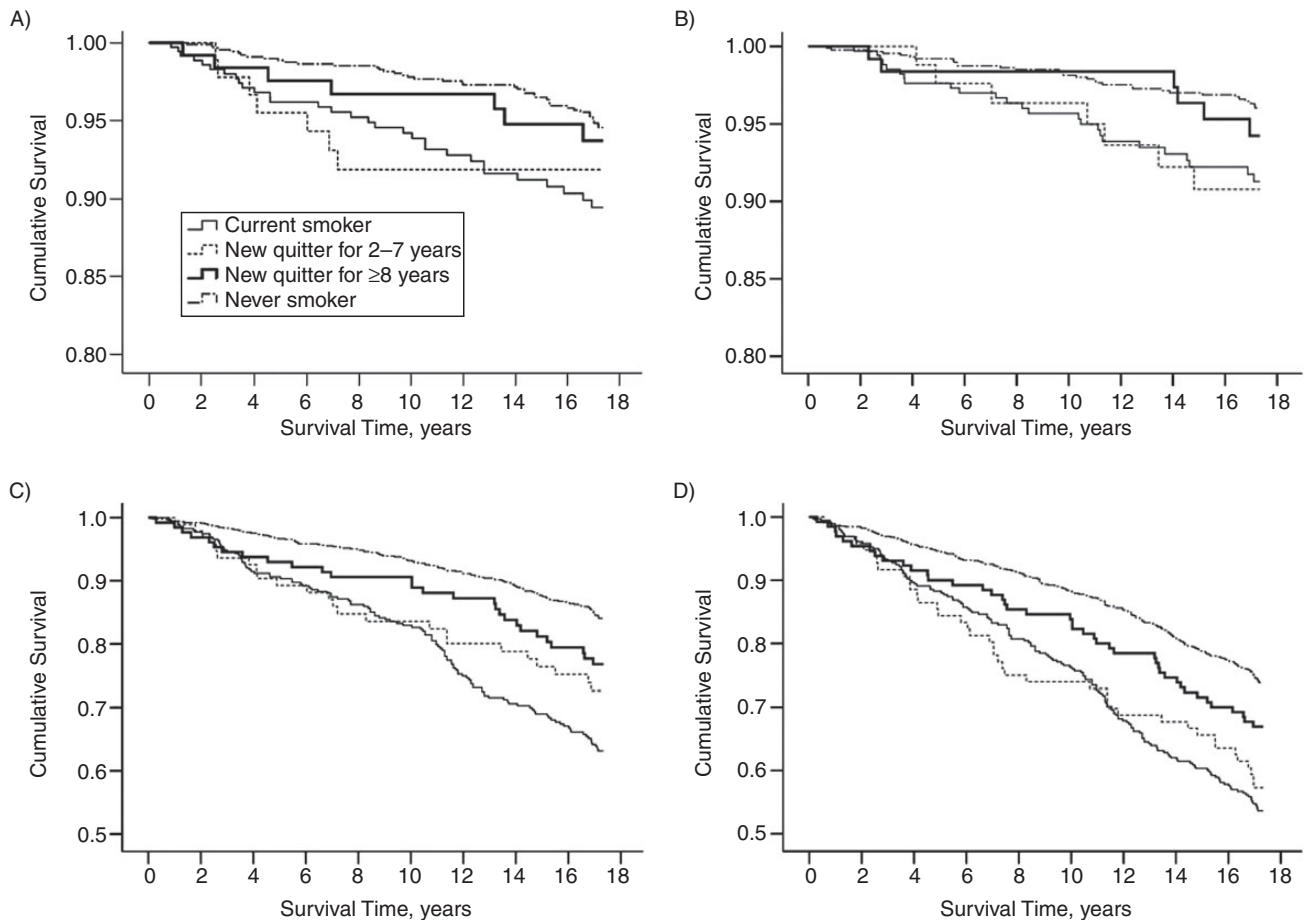 A)
1.00
0.95
0.90
0.85
0.80
Cumulative Survival
Current smoker
New quitter for 2–7 years
New quitter for ≥8 years
Never smoker
0 2 4 6 8 10 12 14 16 18
Survival Time, years
B)
1.00
0.95
0.90
0.85
0.80
Cumulative Survival
0 2 4 6 8 10 12 14 16 18
Survival Time, years
C)
1.0
0.9
0.8
0.7
0.6
0.5
Cumulative Survival
0 2 4 6 8 10 12 14 16 18
Survival Time, years
D)
1.0
0.9
0.8
0.7
0.6
0.5
Cumulative Survival
0 2 4 6 8 10 12 14 16 18
Survival Time, years